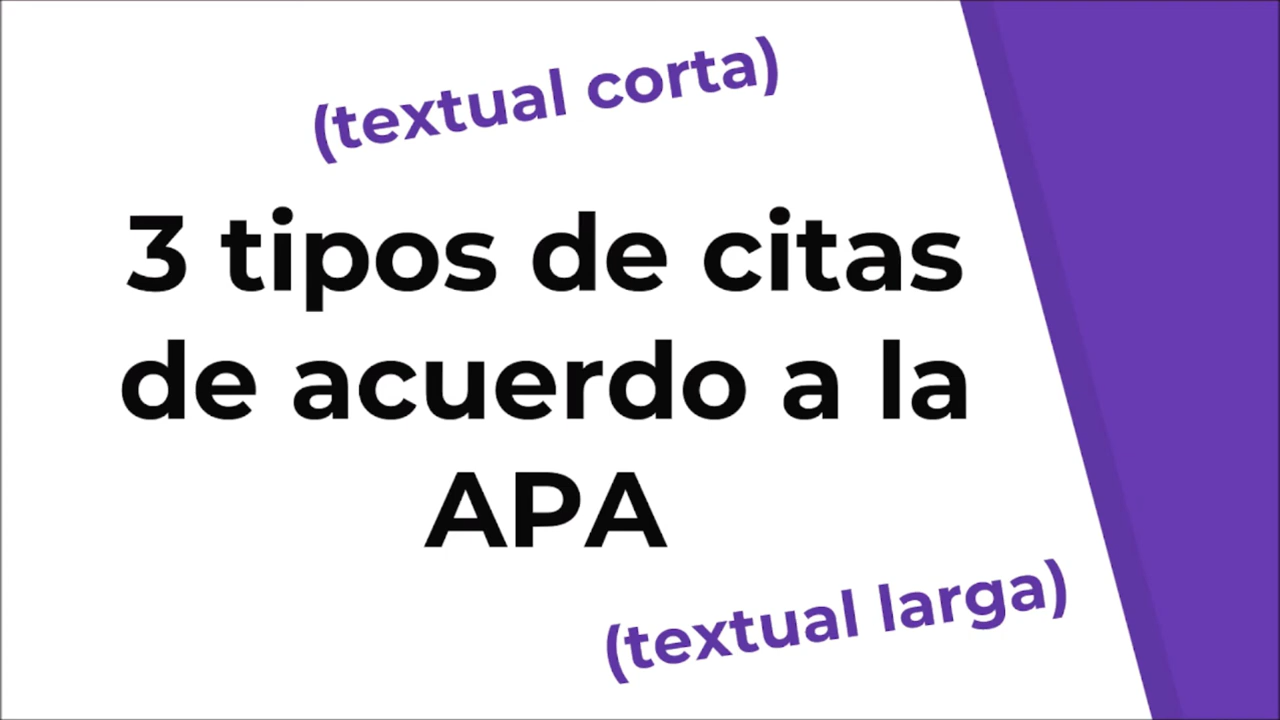 (textual corta)
3 tipos de citas
de acuerdo a la
APA
(textual larga)